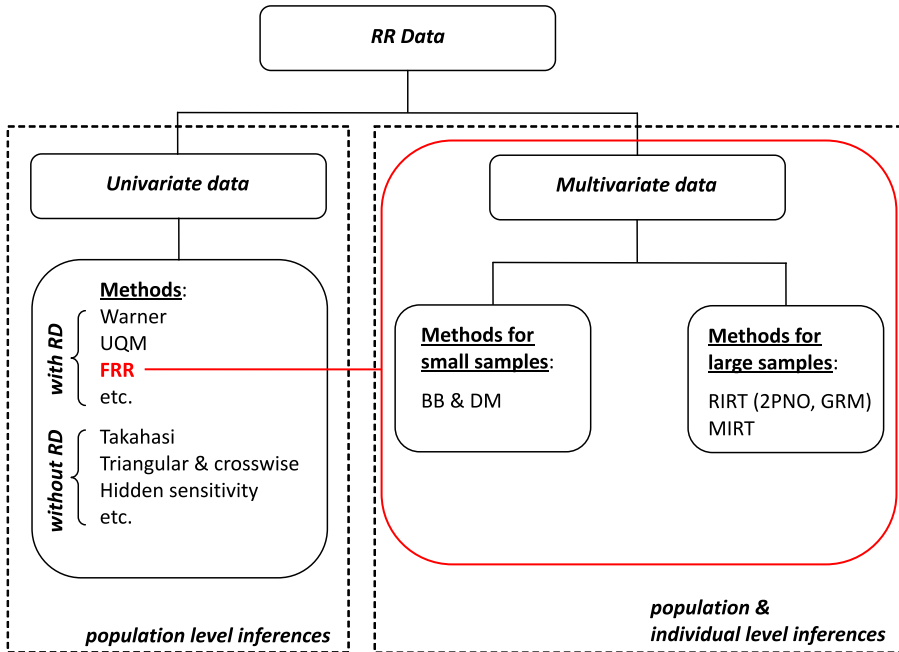 RR Data
Univariate data
Methods:
with RD
Warner
UQM
FRR
etc.
without RD
Takahasi
Triangular & crosswise
Hidden sensitivity
etc.
population level inferences
Multivariate data
Methods for
small samples:
BB & DM
Methods for
large samples:
RIRT (2PNO, GRM)
MIRT
population &
individual level inferences